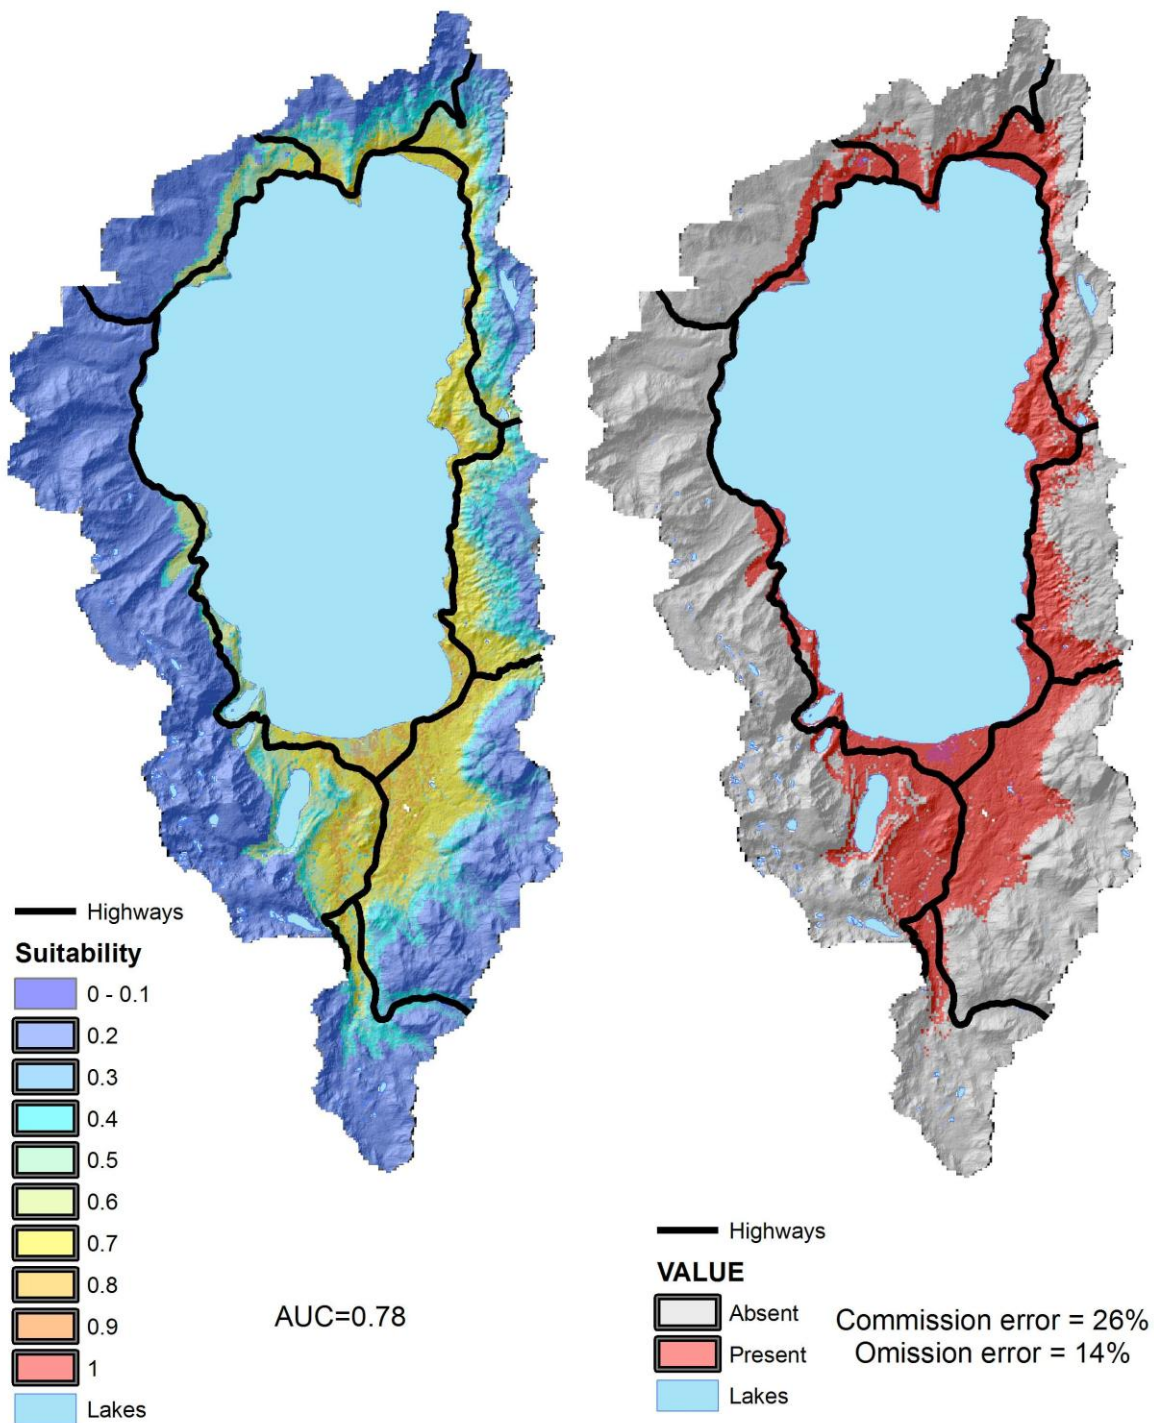 Highways
Suitability
0 - 0.1
0.2
0.3
0.4
0.5
0.6
0.7
0.8
0.9
1
Lakes
AUC=0.78
Highways
VALUE
Absent
Present
Lakes
Commission error = 26%
Omission error = 14%